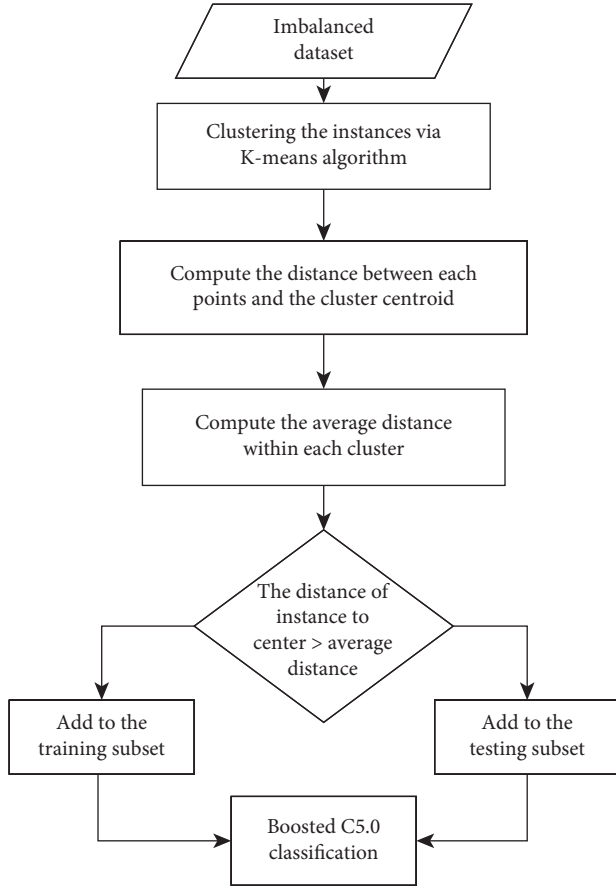 Imbalanced
dataset
Clustering the instances via
K-means algorithm
Compute the distance between each
points and the cluster centroid
Compute the average distance
within each cluster
The distance of
instance to
center > average
distance
Add to the
training subset
Add to the
testing subset
Boosted C5.0
classification